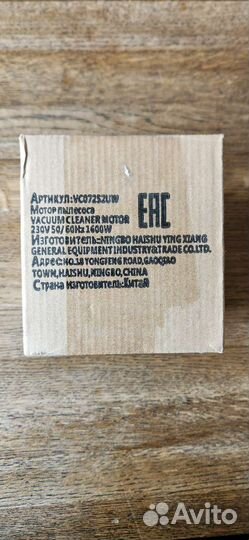 Артикул:VC07252UW
Мотор пылесоса
VACUUM CLEANER MOTOR
230V 50/60Hz 1600W
Изготовитель:NINGBO HAISHU YING XIANG
GENERAL EQUIPMENT INDUSTRY&TRADE CO.LTD.
Адрес:NO.18 YONGFENG ROAD,GAOQIAO
TOWN,HAISHU,NINGBO,CHINA
Страна изготовитель:Китай
EAC
Avito